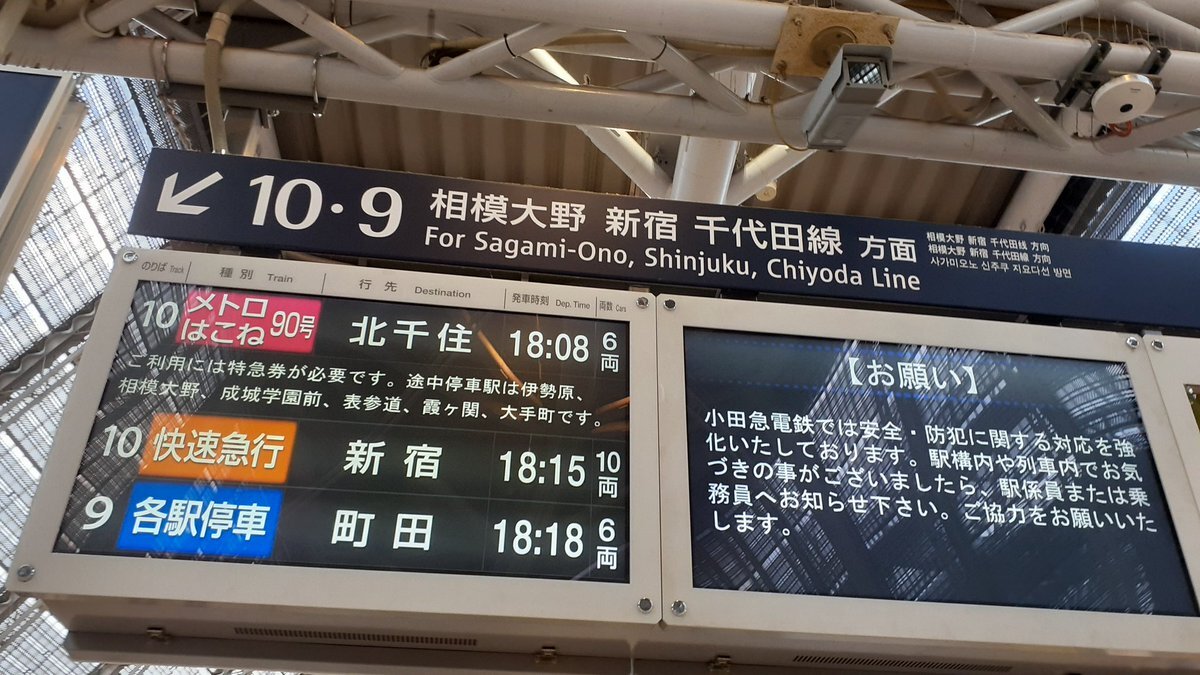 10・9 相模大野 新宿 千代田線 方面
For Sagami-Ono, Shinjuku, Chiyoda Line
相模大野 新宿 千代田线 方向
相模大野 新宿 千代田線 方向
사가미오노 신주쿠 지요다선 방면
のりば Track 種別 Train 行先 Destination 発車時刻 Dep. Time 両数 Cars
10 メトロはこね 90号 北千住 18:08 6両
ご利用には特急券が必要です。途中停車駅は伊勢原、
相模大野、成城学園前、表参道、霞ヶ関、大手町です。
10 快速急行 新宿 18:15 10両
9 各駅停車 町田 18:18 6両
【お願い】
小田急電鉄では安全・防犯に関する対応を強
化いたしております。駅構内や列車内でお気
づきの事がございましたら、駅係員または乗
務員へお知らせ下さい。ご協力をお願いいた
します。